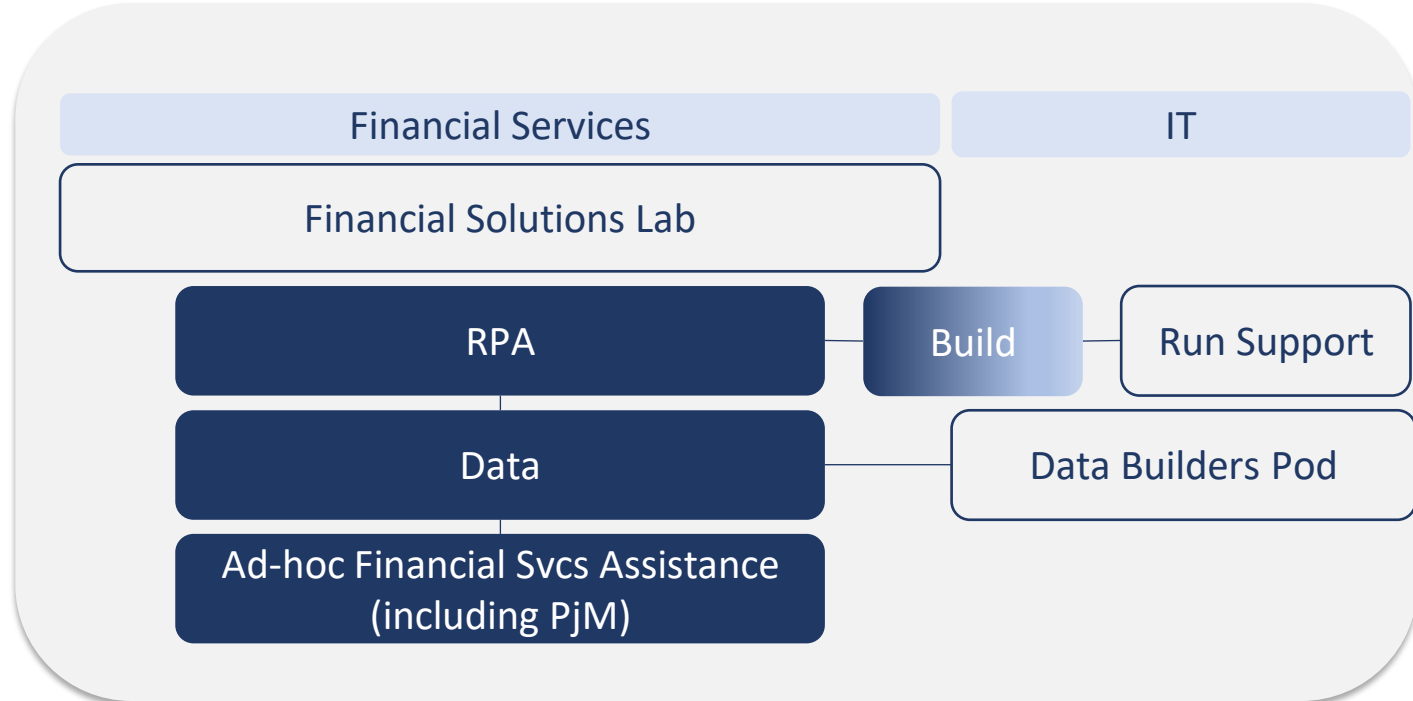 Financial Services
IT
Financial Solutions Lab
RPA
Build
Run Support
Data
Data Builders Pod
Ad-hoc Financial Svcs Assistance
(including PjM)